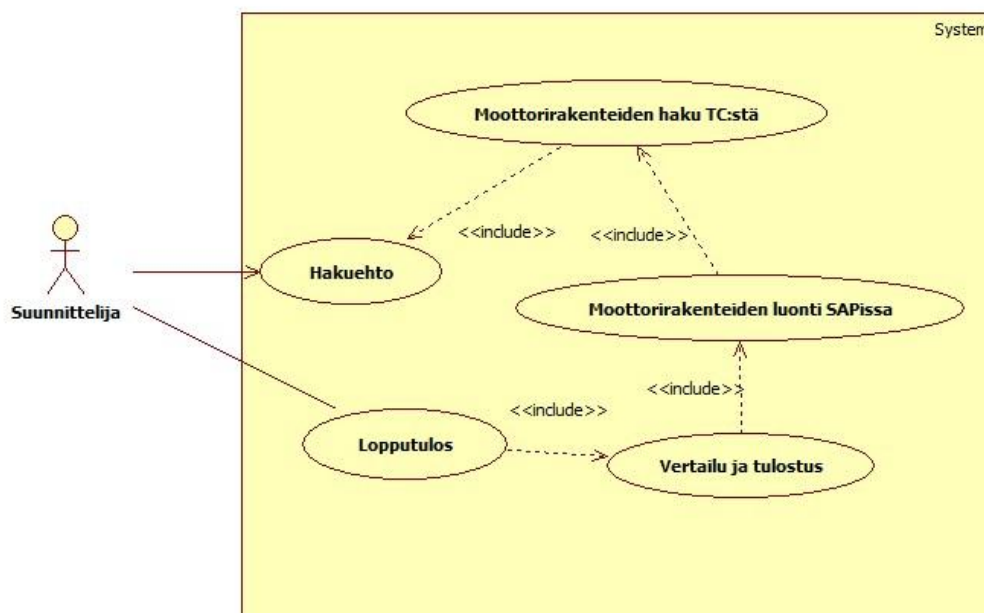 System
Moottorirakenteiden haku TC:stä
<<include>>
<<include>>
Hakuehto
Suunnittelija
Moottorirakenteiden luonti SAPissa
<<include>>
<<include>>
Lopputulos
Vertailu ja tulostus